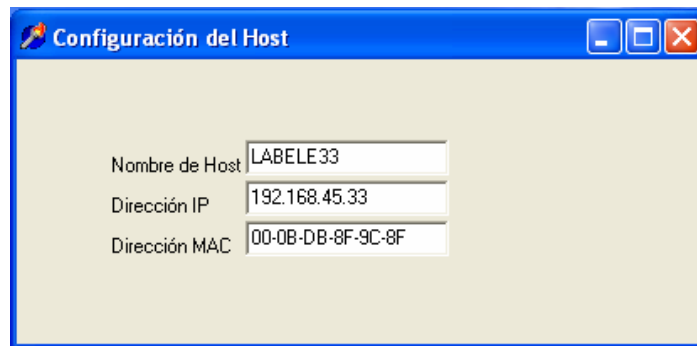 Configuración del Host
Nombre de Host LABELE33
Dirección IP 192.168.45.33
Dirección MAC 00-0B-DB-8F-9C-8F